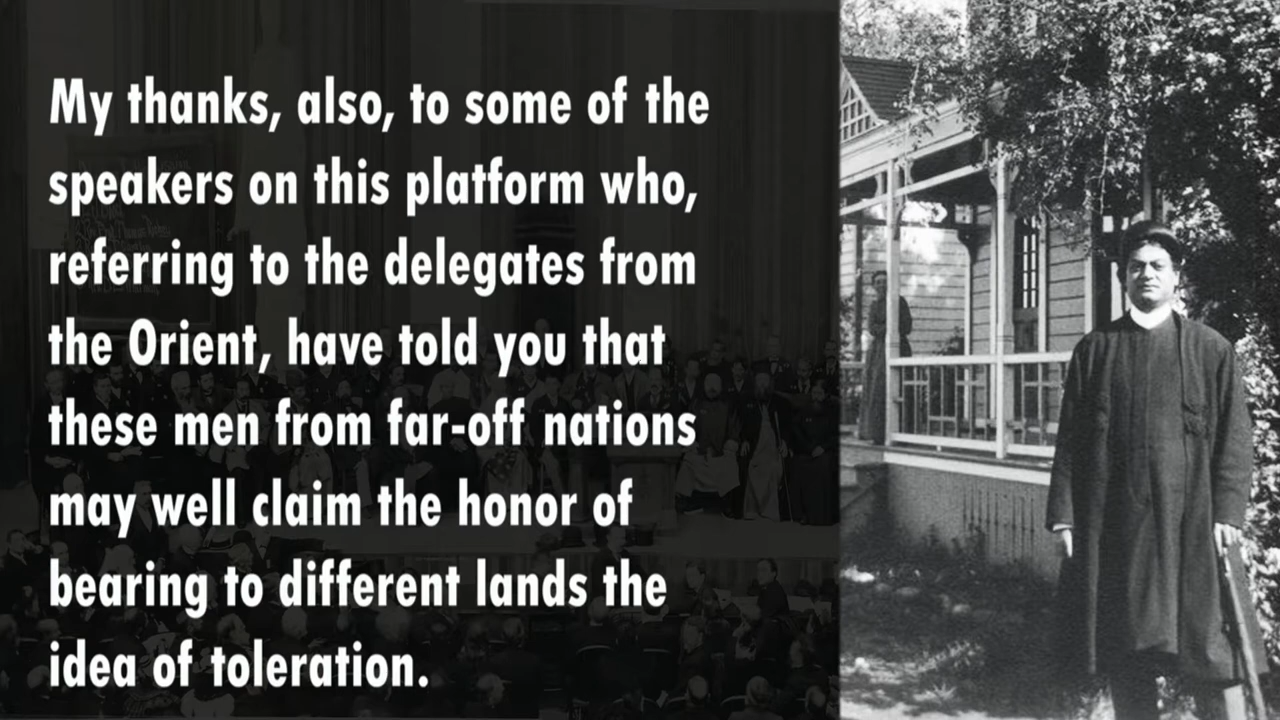 My thanks, also, to some of the
speakers on this platform who,
referring to the delegates from
the Orient, have told you that
these men from far-off nations
may well claim the honor of
bearing to different lands the
idea of toleration.